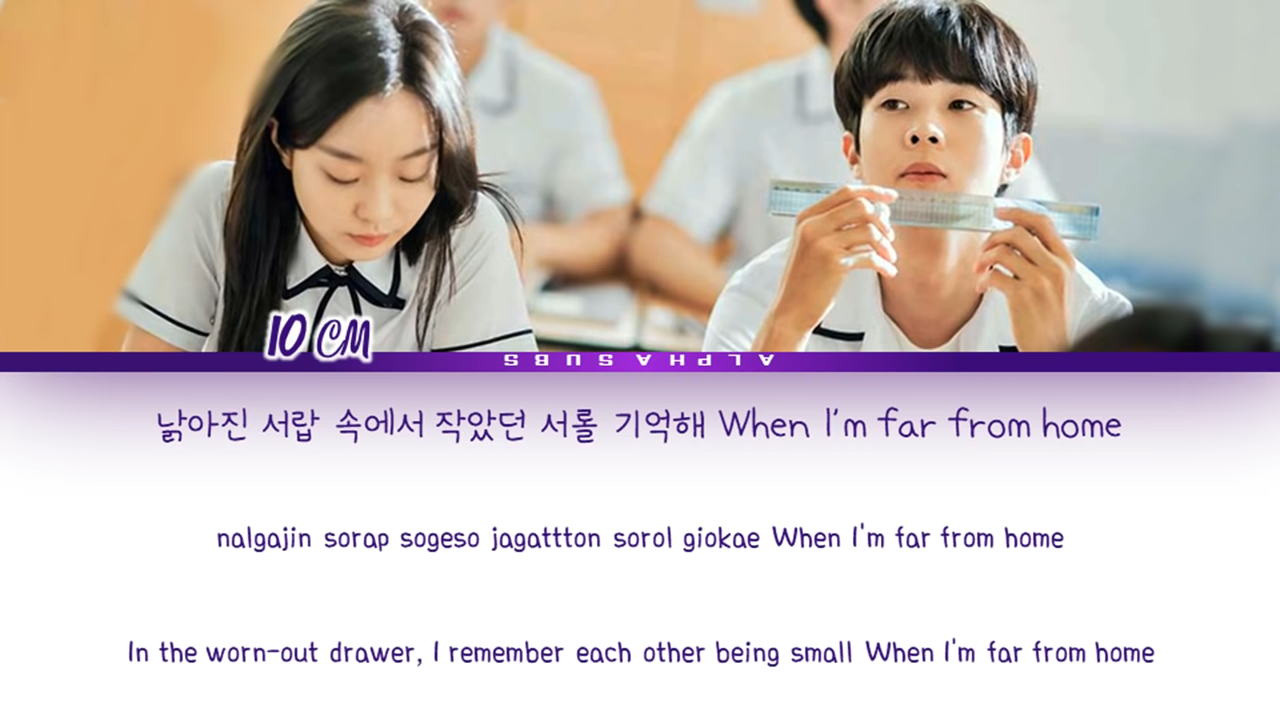 10 CM
ALPHASUBS
낡아진 서랍 속에서 작았던 서롤 기억해 When I'm far from home
nalgajin sorap sogeso jagattton sorol giokae When I'm far from home
In the worn-out drawer, I remember each other being small When I'm far from home